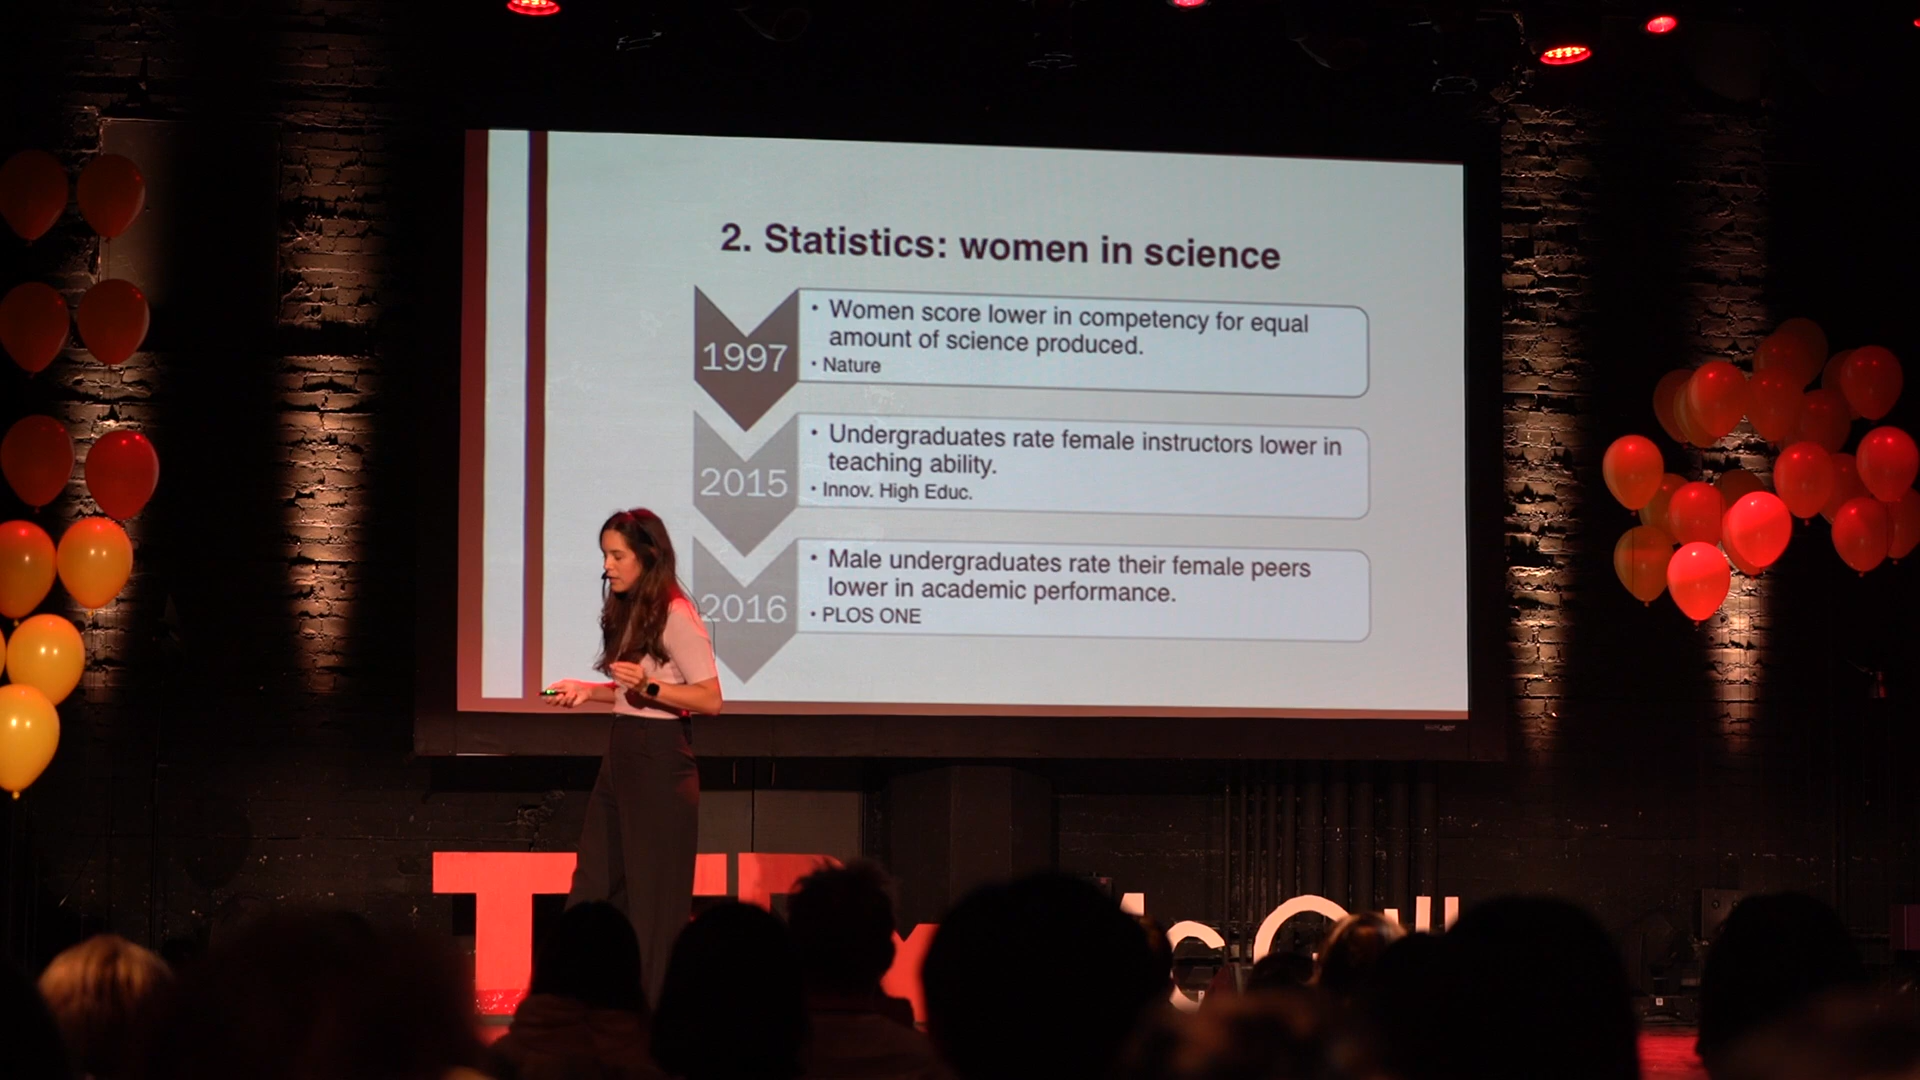 2. Statistics: women in science
1997
• Women score lower in competency for equal
amount of science produced.
• Nature
2015
• Undergraduates rate female instructors lower in
teaching ability.
• Innov. High Educ.
2016
• Male undergraduates rate their female peers
lower in academic performance.
• PLOS ONE
TEDx McGill